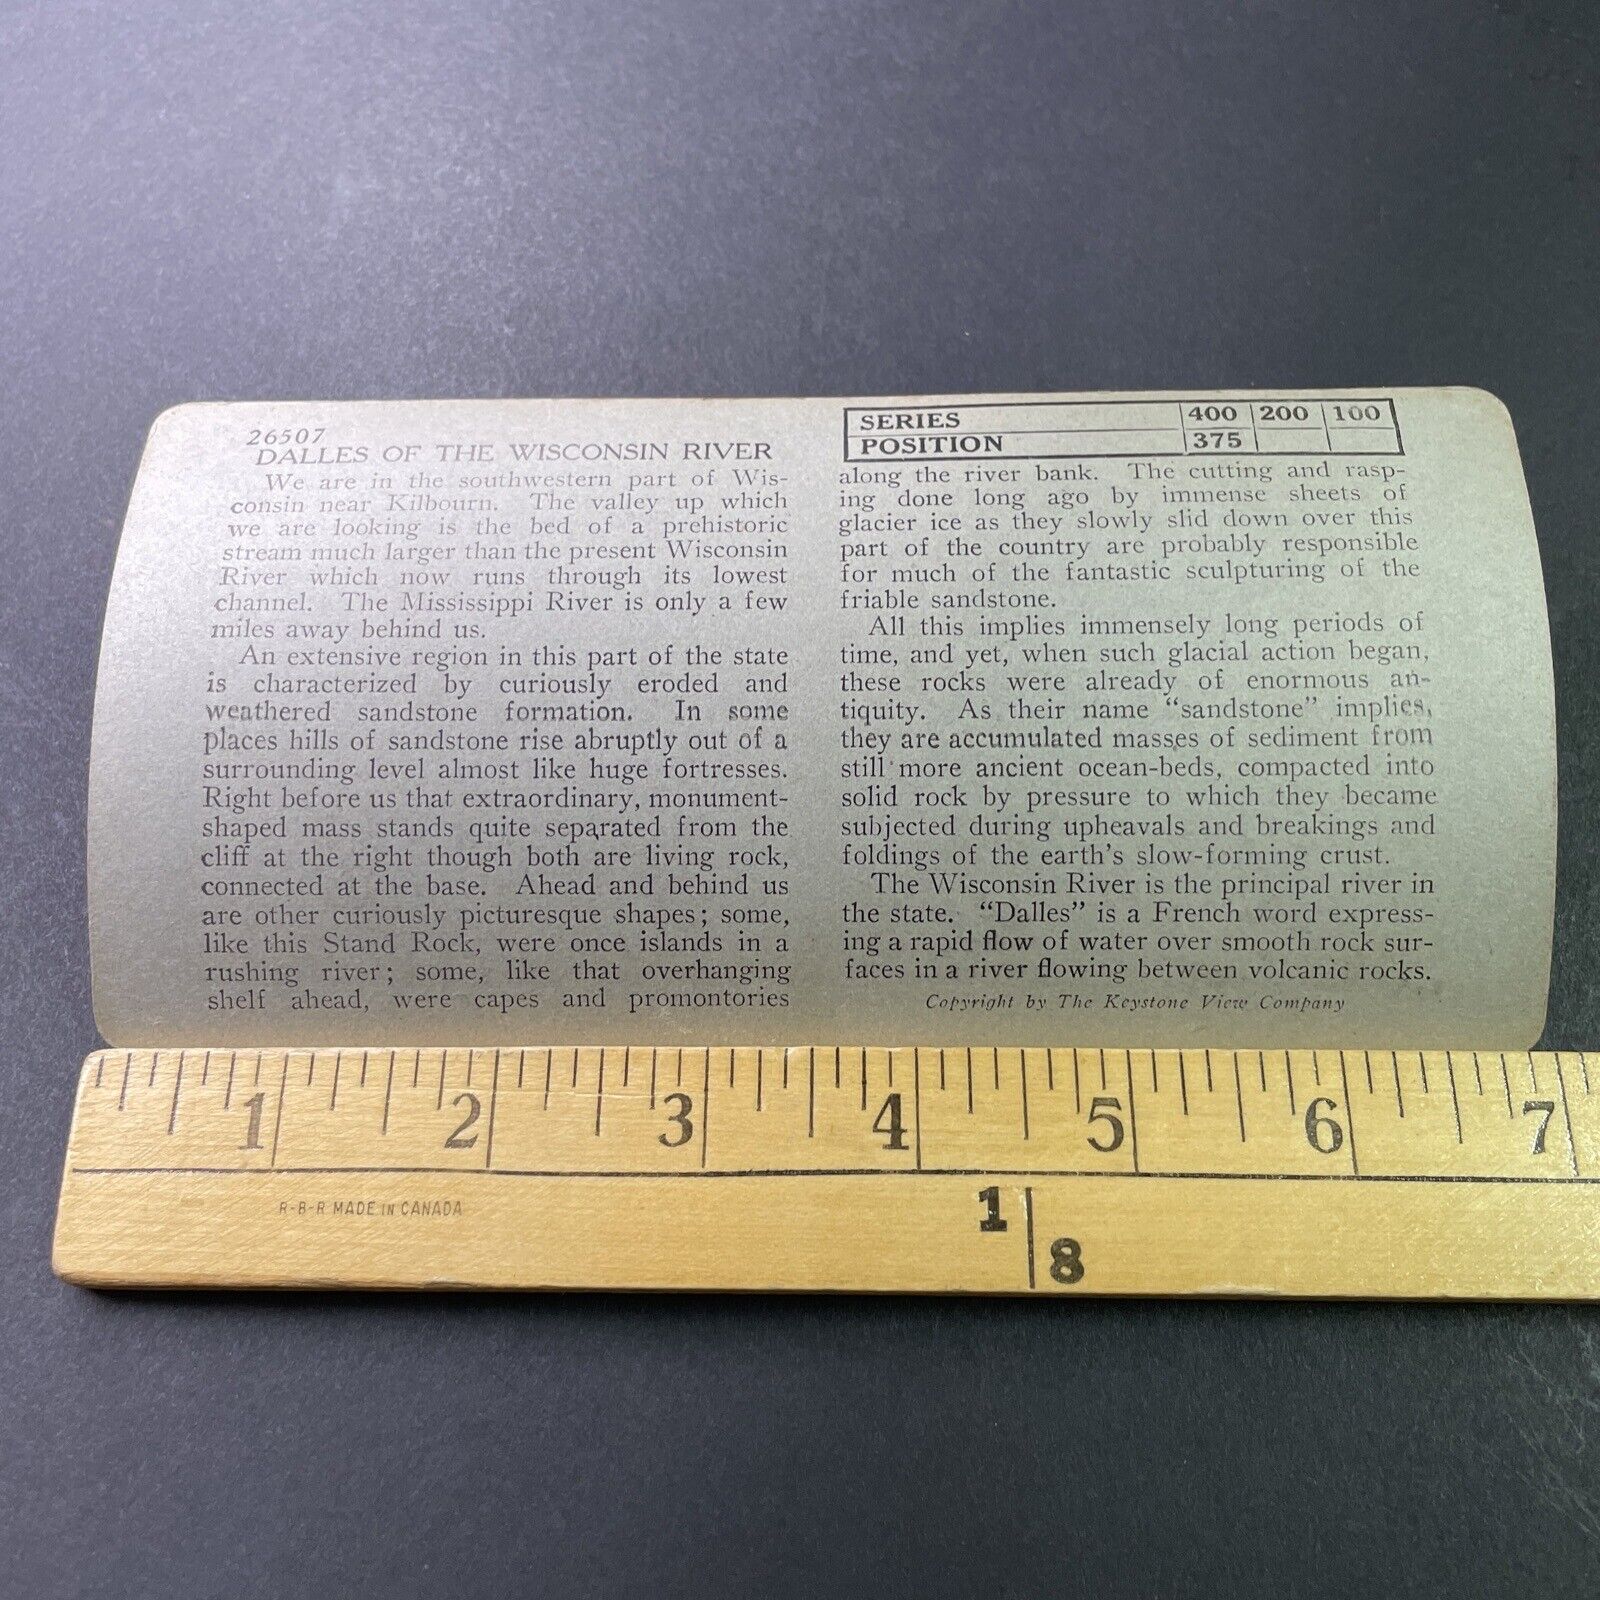 26507
DALLES OF THE WISCONSIN RIVER
We are in the southwestern part of Wis-
consin near Kilbourn. The valley up which
we are looking is the bed of a prehistoric
stream much larger than the present Wisconsin
River which now runs through its lowest
channel. The Mississippi River is only a few
miles away behind us.
An extensive region in this part of the state
is characterized by curiously eroded and
weathered sandstone formation. In some
places hills of sandstone rise abruptly out of a
surrounding level almost like huge fortresses.
Right before us that extraordinary, monument-
shaped mass stands quite separated from the
cliff at the right though both are living rock,
connected at the base. Ahead and behind us
are other curiously picturesque shapes; some,
like this Stand Rock, were once islands in a
rushing river; some, like that overhanging
shelf ahead, were capes and promontories
SERIES 400 200 100
POSITION 375
along the river bank. The cutting and rasp-
ing done long ago by immense sheets of
glacier ice as they slowly slid down over this
part of the country are probably responsible
for much of the fantastic sculpturing of the
friable sandstone.
All this implies immensely long periods of
time, and yet, when such glacial action began,
these rocks were already of enormous an-
tiquity. As their name "sandstone" implies,
they are accumulated masses of sediment from
still more ancient ocean-beds, compacted into
solid rock by pressure to which they became
subjected during upheavals and breakings and
foldings of the earth's slow-forming crust.
The Wisconsin River is the principal river in
the state. "Dalles" is a French word express-
ing a rapid flow of water over smooth rock sur-
faces in a river flowing between volcanic rocks.
Copyright by The Keystone View Company
1 2 3 4 5 6 7
R-B-R MADE IN CANADA
1
8